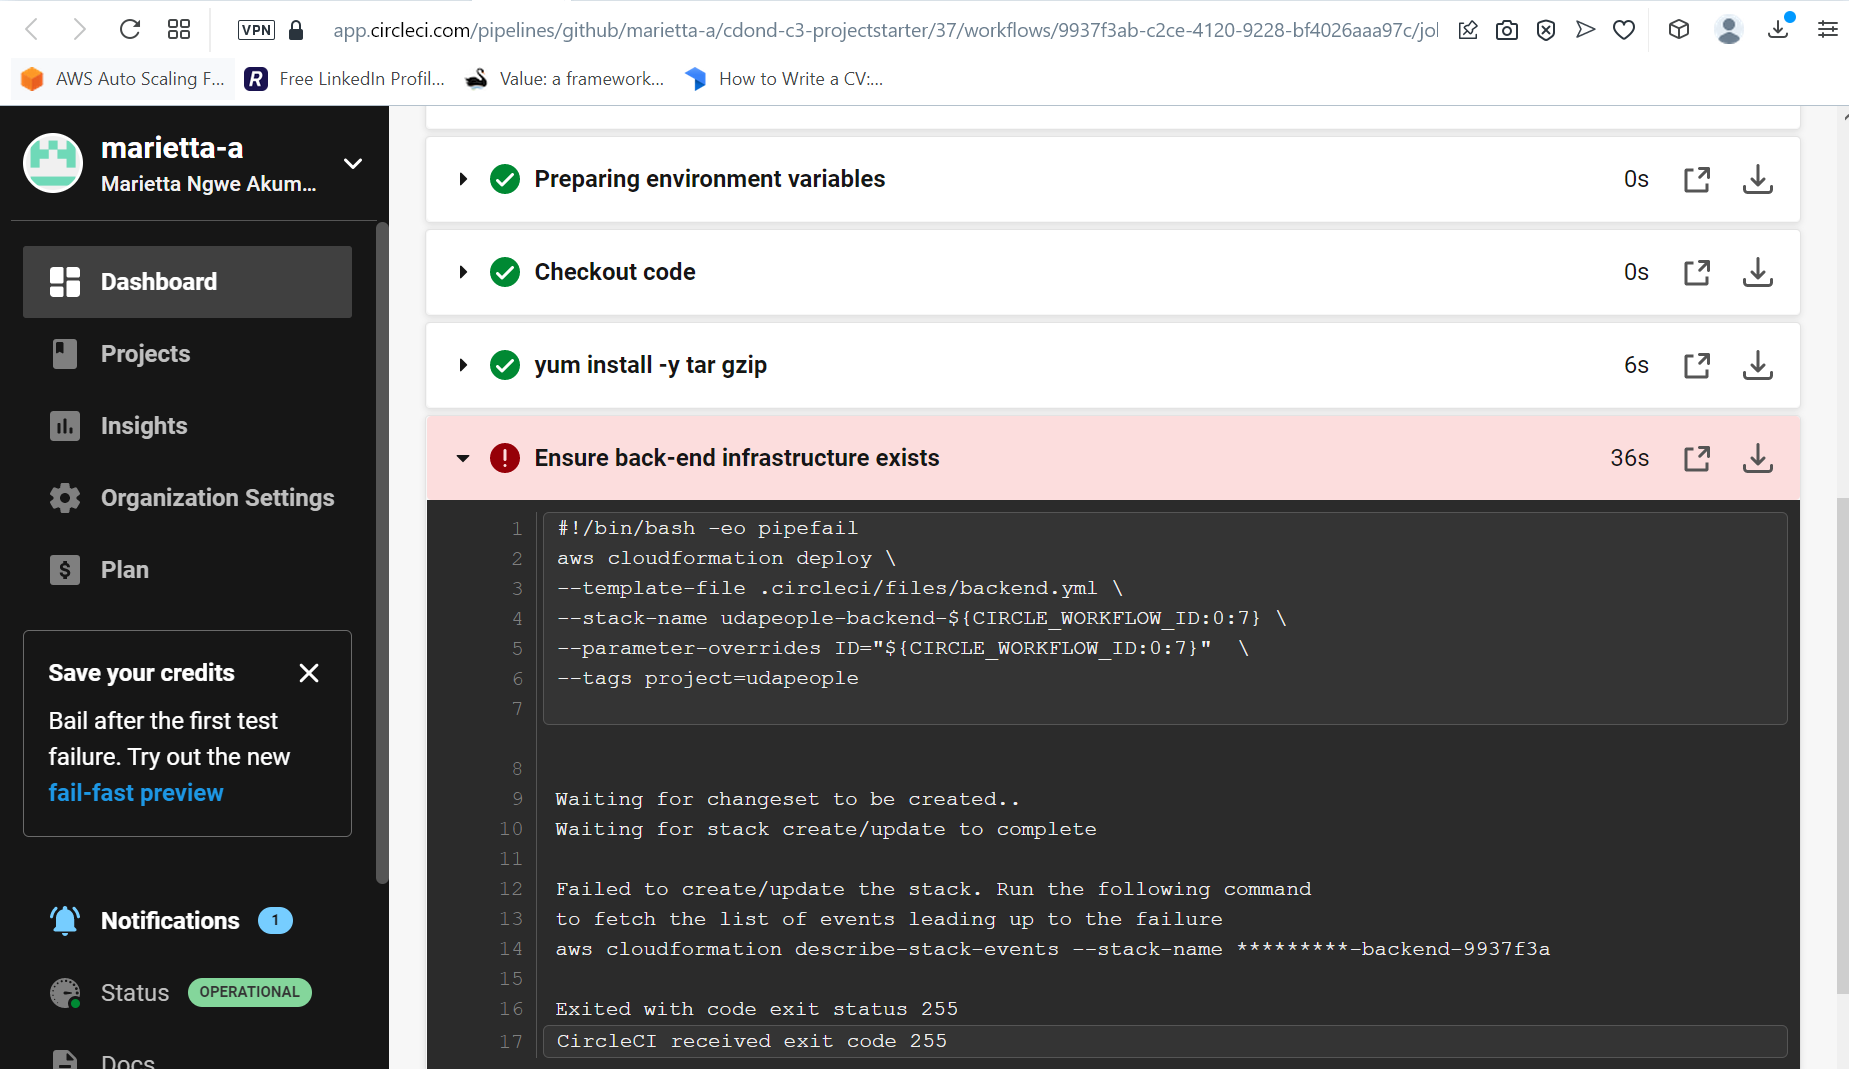 VPN
app.circleci.com/pipelines/github/marietta-a/cdond-c3-projectstarter/37/workflows/9937f3ab-c2ce-4120-9228-bf4026aaa97c/jo
AWS Auto Scaling F...
R
Free LinkedIn Profil...
Value: a framework...
How to Write a CV:...
marietta-a
Marietta Ngwe Akum...
Dashboard
Projects
Insights
Organization Settings
Plan
Save your credits
Bail after the first test
failure. Try out the new
fail-fast preview
Notifications 1
Status OPERATIONAL
Docs
Preparing environment variables 0s
Checkout code 0s
yum install -y tar gzip 6s
Ensure back-end infrastructure exists 36s
1 #!/bin/bash -eo pipefail
2 aws cloudformation deploy \
3 --template-file .circleci/files/backend.yml \
4 --stack-name udapeople-backend-${CIRCLE_WORKFLOW_ID:0:7} \
5 --parameter-overrides ID="${CIRCLE_WORKFLOW_ID:0:7}"  \
6 --tags project=udapeople
7
8
9 Waiting for changeset to be created..
10 Waiting for stack create/update to complete
11
12 Failed to create/update the stack. Run the following command
13 to fetch the list of events leading up to the failure
14 aws cloudformation describe-stack-events --stack-name *********-backend-9937f3a
15
16 Exited with code exit status 255
17 CircleCI received exit code 255